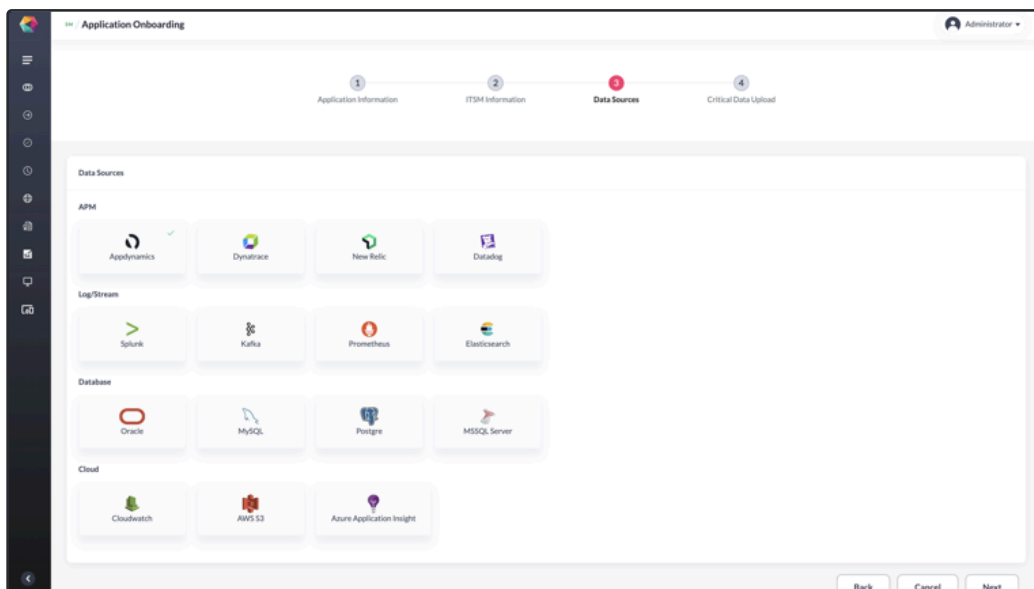 / Application Onboarding
Administrator
1 2 3 4
Application Information ITSM Information Data Sources Critical Data Upload
Data Sources
APM
Appdynamics Dynatrace New Relic Datadog
Log/Stream
Splunk Kafka Prometheus Elasticsearch
Database
Oracle MySQL Postgre MSSQL Server
Cloud
Cloudwatch AWS S3 Azure Application Insight
Back Cancel Next